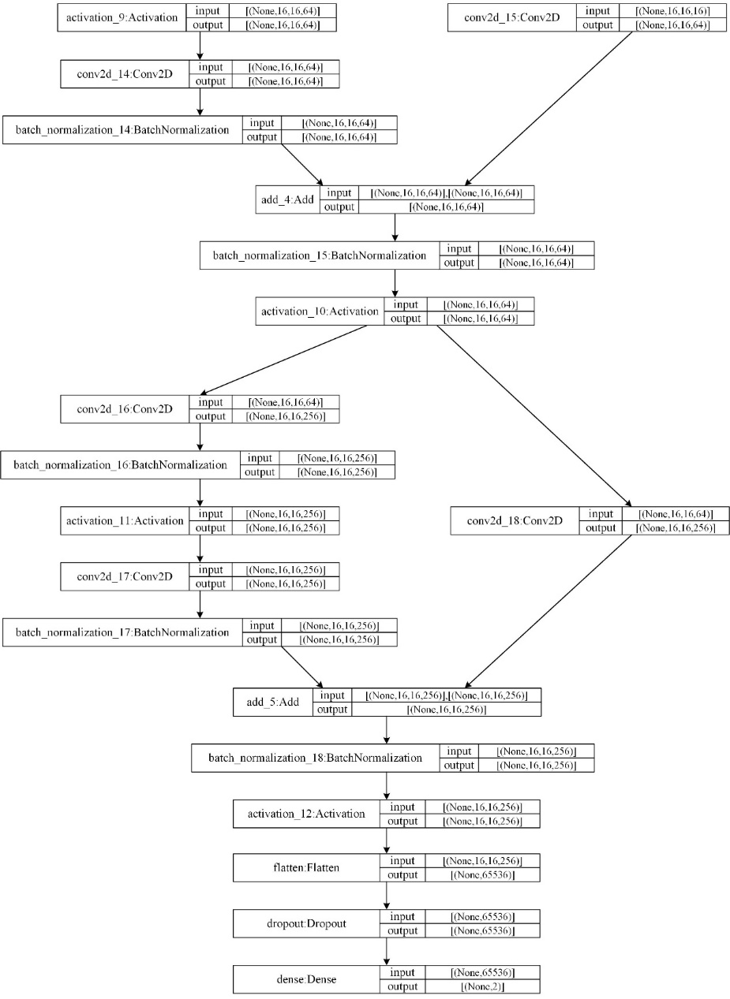 activation_9:Activation input [(None,16,16,64)]
output [(None,16,16,64)]
conv2d_15:Conv2D input [(None,16,16,16)]
output [(None,16,16,64)]
conv2d_14:Conv2D input [(None,16,16,64)]
output [(None,16,16,64)]
batch_normalization_14:BatchNormalization input [(None,16,16,64)]
output [(None,16,16,64)]
add_4:Add input [(None,16,16,64)],[(None,16,16,64)]
output [(None,16,16,64)]
batch_normalization_15:BatchNormalization input [(None,16,16,64)]
output [(None,16,16,64)]
activation_10:Activation input [(None,16,16,64)]
output [(None,16,16,64)]
conv2d_16:Conv2D input [(None,16,16,64)]
output [(None,16,16,256)]
batch_normalization_16:BatchNormalization input [(None,16,16,256)]
output [(None,16,16,256)]
activation_11:Activation input [(None,16,16,256)]
output [(None,16,16,256)]
conv2d_18:Conv2D input [(None,16,16,64)]
output [(None,16,16,256)]
conv2d_17:Conv2D input [(None,16,16,256)]
output [(None,16,16,256)]
batch_normalization_17:BatchNormalization input [(None,16,16,256)]
output [(None,16,16,256)]
add_5:Add input [(None,16,16,256)],[(None,16,16,256)]
output [(None,16,16,256)]
batch_normalization_18:BatchNormalization input [(None,16,16,256)]
output [(None,16,16,256)]
activation_12:Activation input [(None,16,16,256)]
output [(None,16,16,256)]
flatten:Flatten input [(None,16,16,256)]
output [(None,65536)]
dropout:Dropout input [(None,65536)]
output [(None,65536)]
dense:Dense input [(None,65536)]
output [(None,2)]